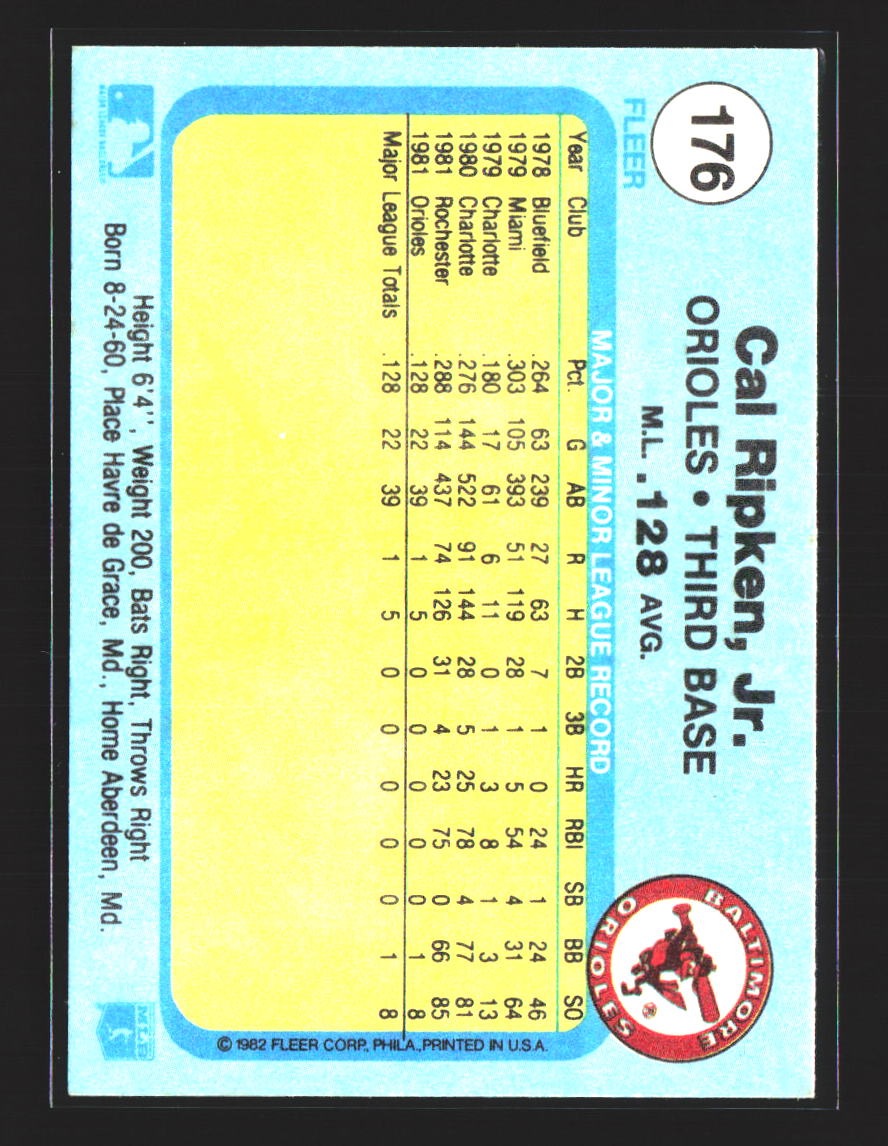 176
FLEER
Cal Ripken, Jr.
ORIOLES • THIRD BASE
M.L. .128 AVG.
BALTIMORE
ORIOLES
MAJOR & MINOR LEAGUE RECORD
Year Club Pct. G AB R H 2B 3B HR RBI SB BB SO
1978 Bluefield .264 63 239 27 63 7 1 0 24 1 24 46
1979 Miami .303 105 393 51 119 28 1 5 54 4 31 64
1979 Charlotte .180 17 61 6 11 0 1 3 8 1 3 13
1980 Charlotte .276 144 522 91 144 28 5 25 78 4 77 81
1981 Rochester .288 114 437 74 126 31 4 23 75 0 66 85
1981 Orioles .128 22 39 1 5 0 0 0 0 0 1 8
Major League Totals .128 22 39 1 5 0 0 0 0 0 1 8
© 1982 FLEER CORP., PHILA., PRINTED IN U.S.A.
Height 6'4'', Weight 200, Bats Right, Throws Right
Born 8-24-60, Place Havre de Grace, Md., Home Aberdeen, Md.
MAJOR LEAGUE BASEBALL